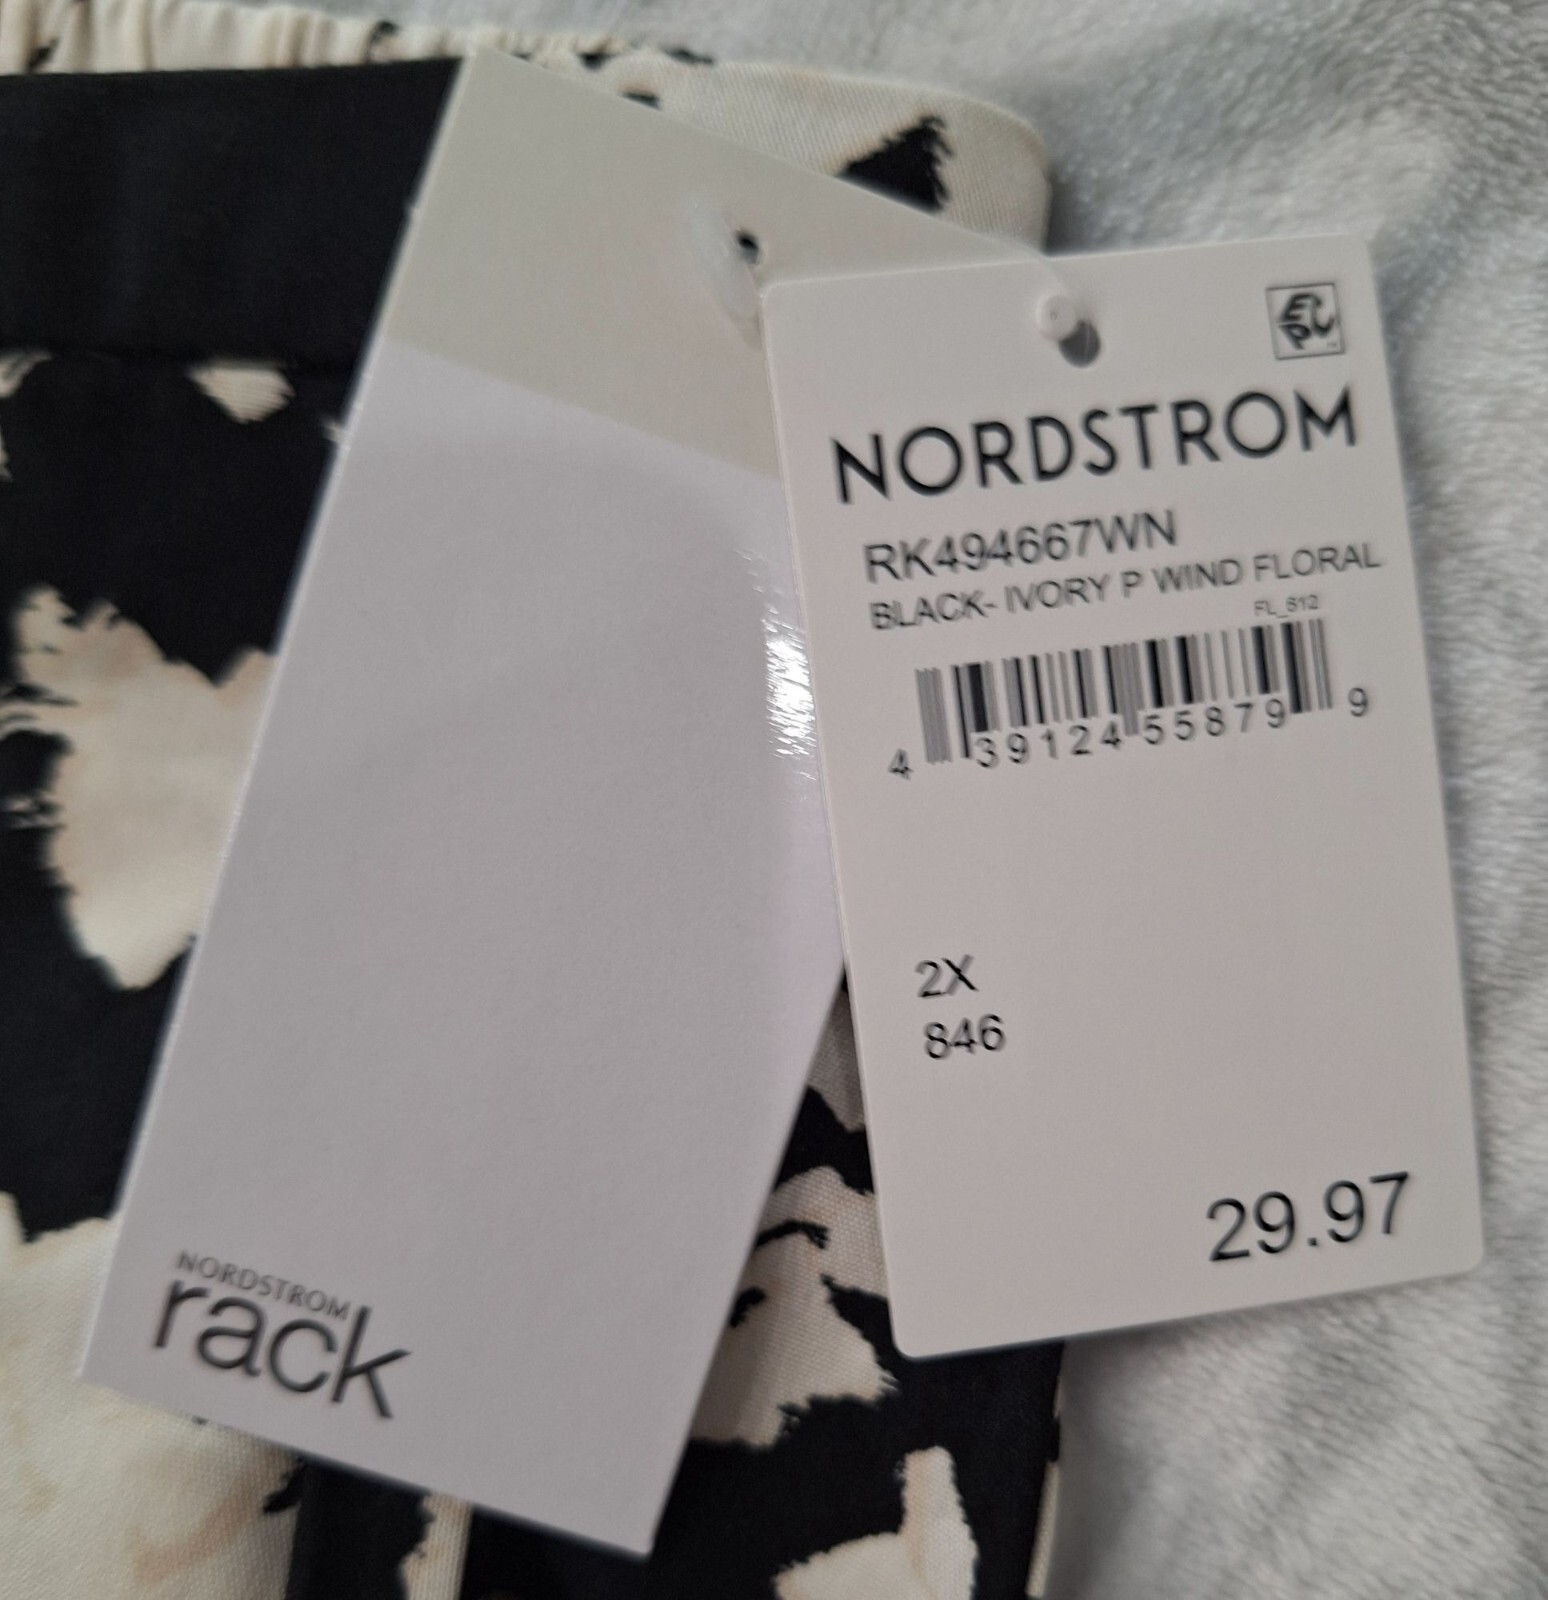 NORDSTROM
RK494667WN
BLACK- IVORY P WIND FLORAL
FL_612
4 39124 55879 9
2X
846
29.97
NORDSTROM
rack